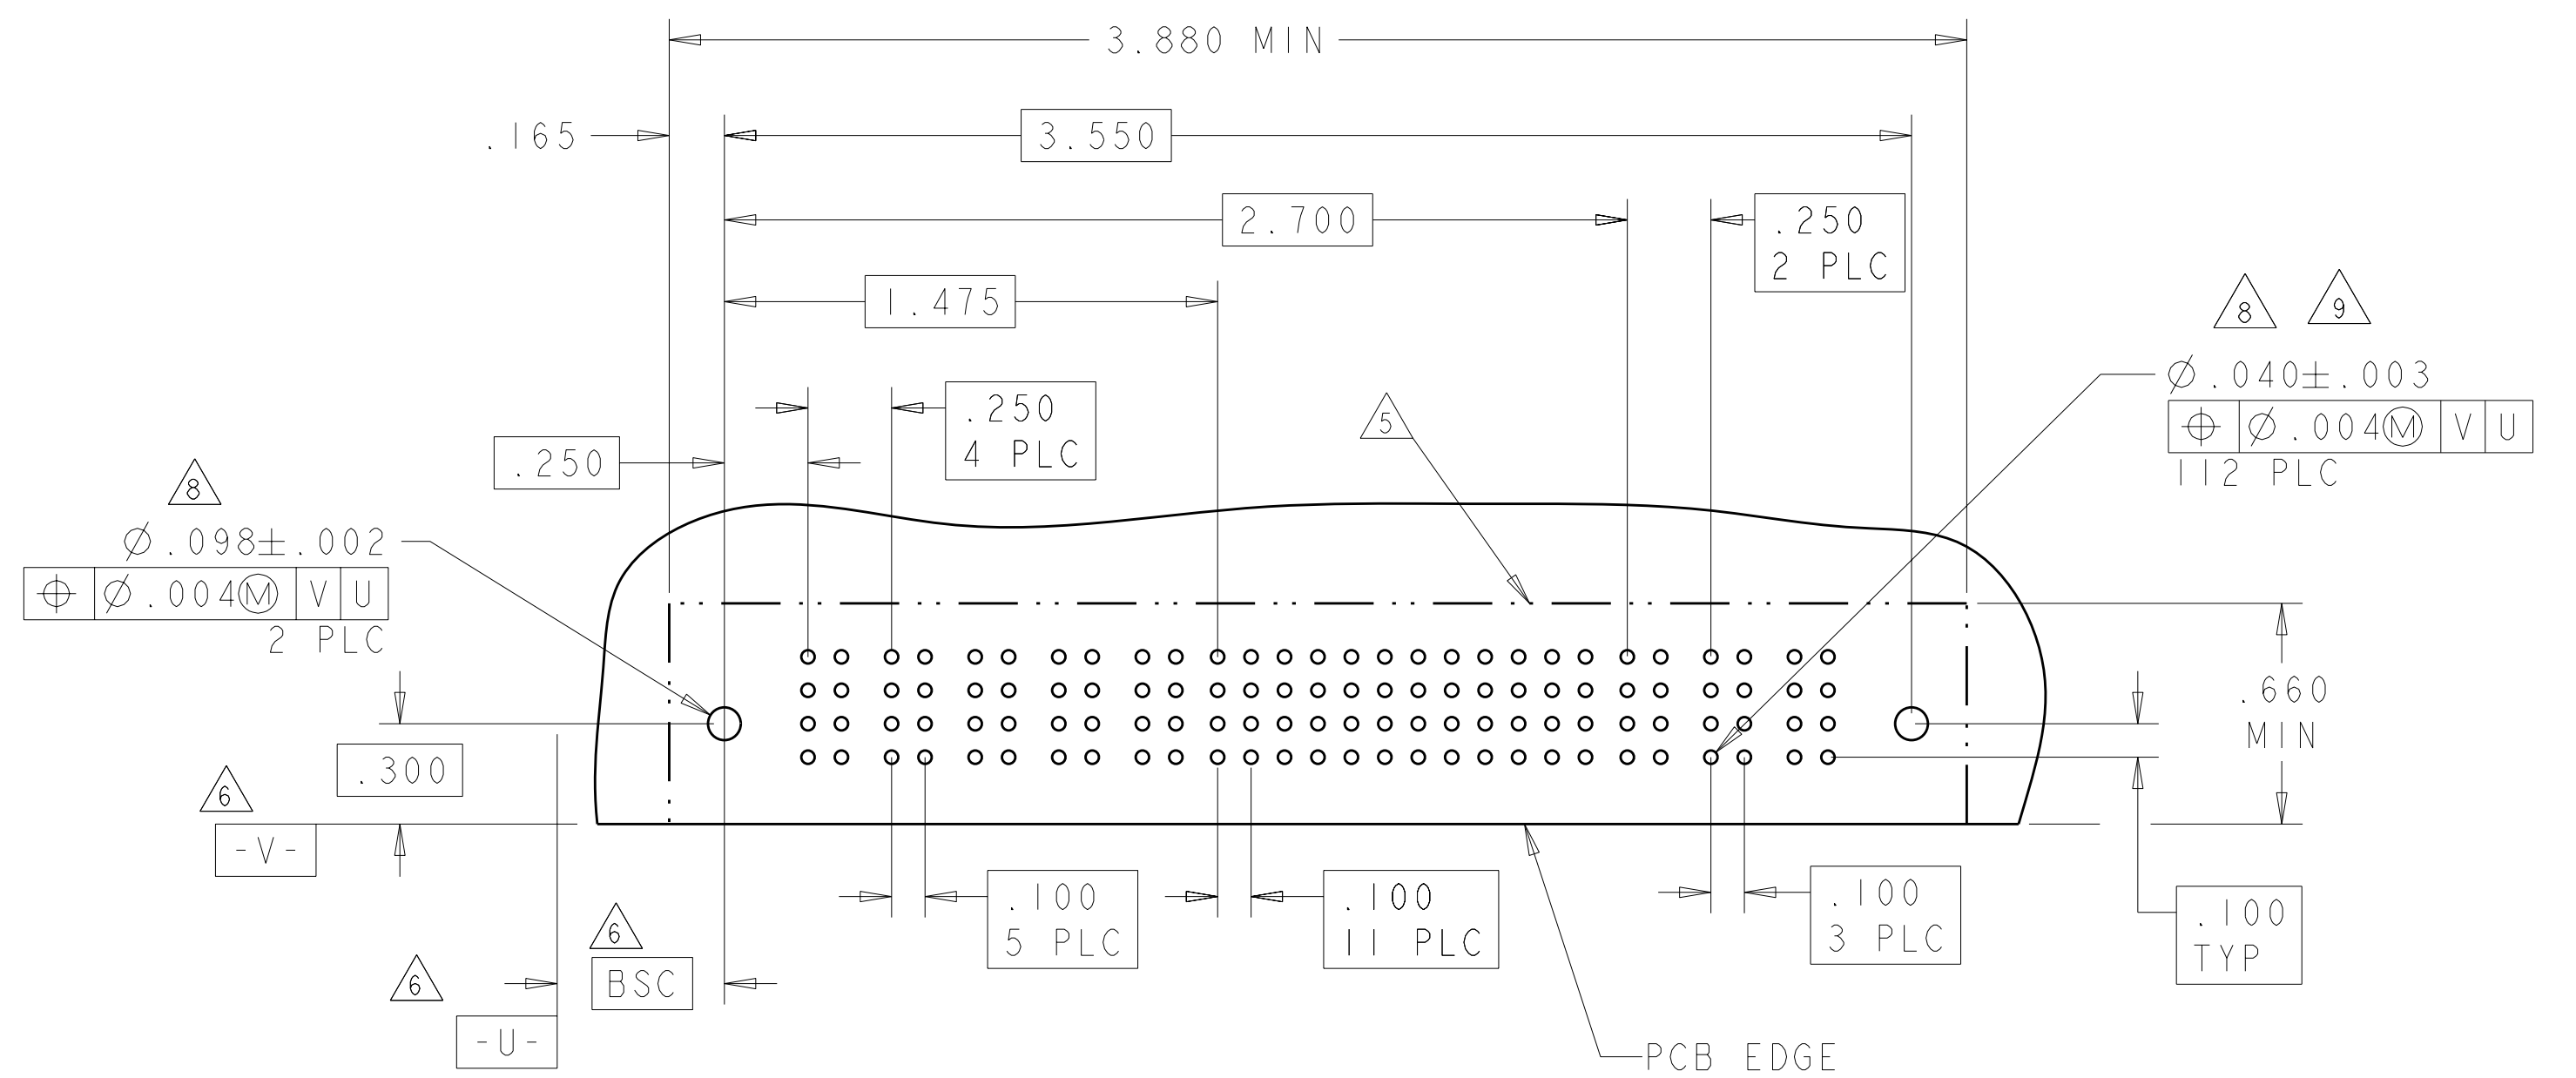 3.880 MIN
.165
3.550
2.700
.250
2 PLC
1.475
8 9
Ø.040±.003
⌖ Ø.004Ⓜ V U
112 PLC
.250
4 PLC
5
.250
8
Ø.098±.002
⌖ Ø.004Ⓜ V U
2 PLC
.660
MIN
.300
6
-V-
.100
5 PLC
.100
11 PLC
.100
3 PLC
.100
TYP
6
BSC
6
-U-
PCB EDGE